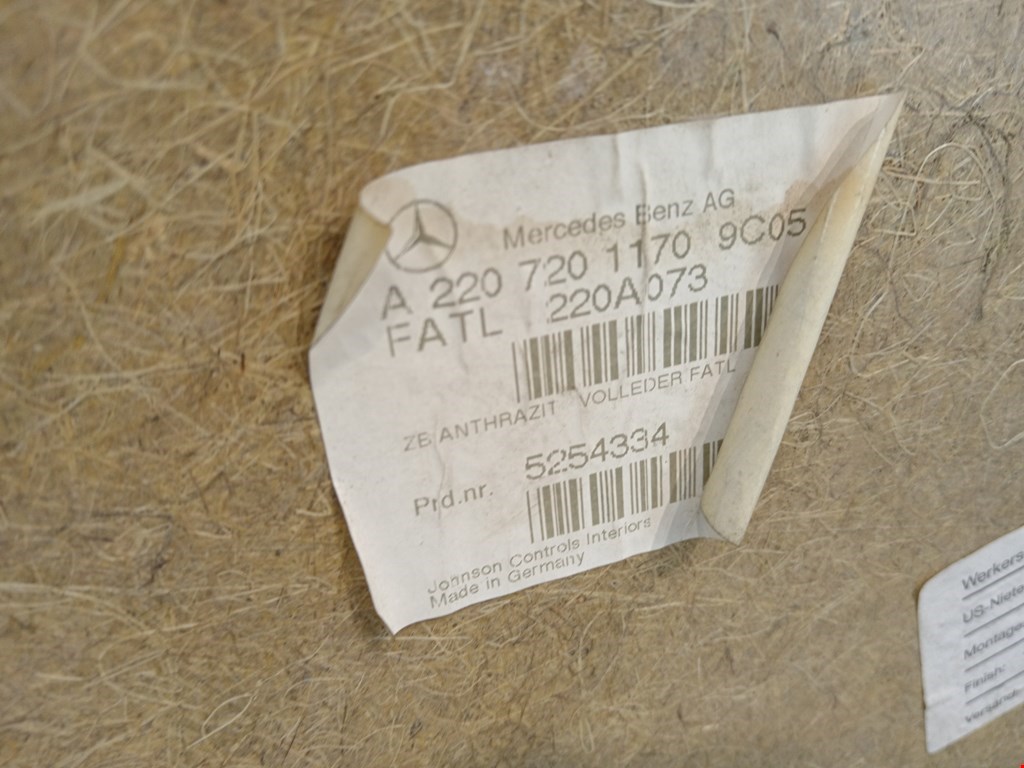 Mercedes Benz AG
A 220 720 1170 9C05
FATL 220A073
ZB ANTHRAZIT VOLLEDER FATL
5254334
Prd.nr.
Johnson Controls Interiors
Made in Germany
Werkers
US-Niete
Montage
Finish: